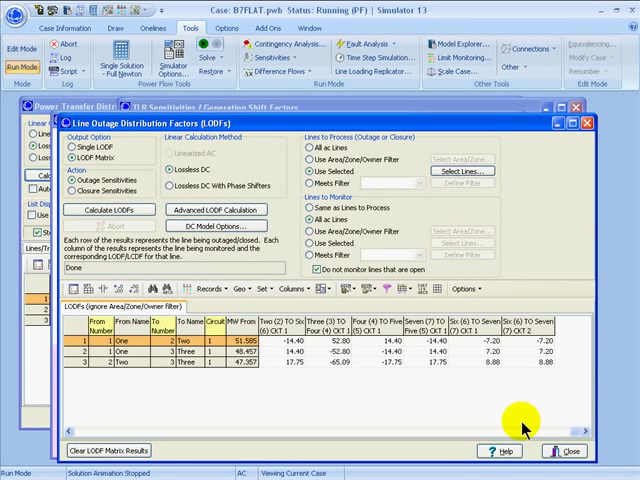 Case: B7FLAT.pwb Status: Running (PF) | Simulator 13
Case Information Draw Onelines Tools Options Add Ons Window
Edit Mode
Run Mode
Mode
Abort
Log
Script
Log
Single Solution - Full Newton
Simulator Options...
Solve
Restore
Power Flow Tools
Contingency Analysis...
Sensitivities
Difference Flows
Fault Analysis
Time Step Simulation...
Line Loading Replicator...
Run Mode
Model Explorer...
Limit Monitoring...
Scale Case...
Connections
Other
Other Tools
Equivalencing...
Modify Case
Renumber
Edit Mode
Power Transfer Dist
TLR Sensitivities / Generation Shift Factors
Line Outage Distribution Factors (LODFs)
Output Option
Single LODF
LODF Matrix
Action
Outage Sensitivities
Closure Sensitivities
Linear Calculation Method
Linearized AC
Lossless DC
Lossless DC With Phase Shifters
Calculate LODFs
Advanced LODF Calculation
Abort
DC Model Options...
Each row of the results represents the line being outaged/closed. Each
column of the results represents the line being monitored and the
corresponding LODF/LCDF for that line.
Done
Lines to Process (Outage or Closure)
All ac Lines
Use Area/Zone/Owner Filter
Select Area/Zone...
Use Selected
Select Lines...
Meets Filter
Define Filter
Lines to Monitor
Same as Lines to Process
All ac Lines
Use Area/Zone/Owner Filter
Select Area/Zone...
Use Selected
Select Lines...
Meets Filter
Define Filter
Do not monitor lines that are open
Records Geo Set Columns Options
LODFs (ignore Area/Zone/Owner filter)
From Number From Name To Number To Name Circuit MW From Two (2) TO Six (6) CKT 1 Three (3) TO Four (4) CKT 1 Four (4) TO Five (5) CKT 1 Seven (7) TO Five (5) CKT 1 Six (6) TO Seven (7) CKT 1 Six (6) TO Seven (7) CKT 2
1 1 One 2 Two 1 51.585 -14.40 52.80 14.40 -14.40 -7.20 -7.20
2 1 One 3 Three 1 48.457 14.40 -52.80 -14.40 14.40 7.20 7.20
3 2 Two 3 Three 1 47.357 17.75 -65.09 -17.75 17.75 8.88 8.88
Clear LODF Matrix Results
? Help
Close
Run Mode Solution Animation Stopped AC Viewing Current Case